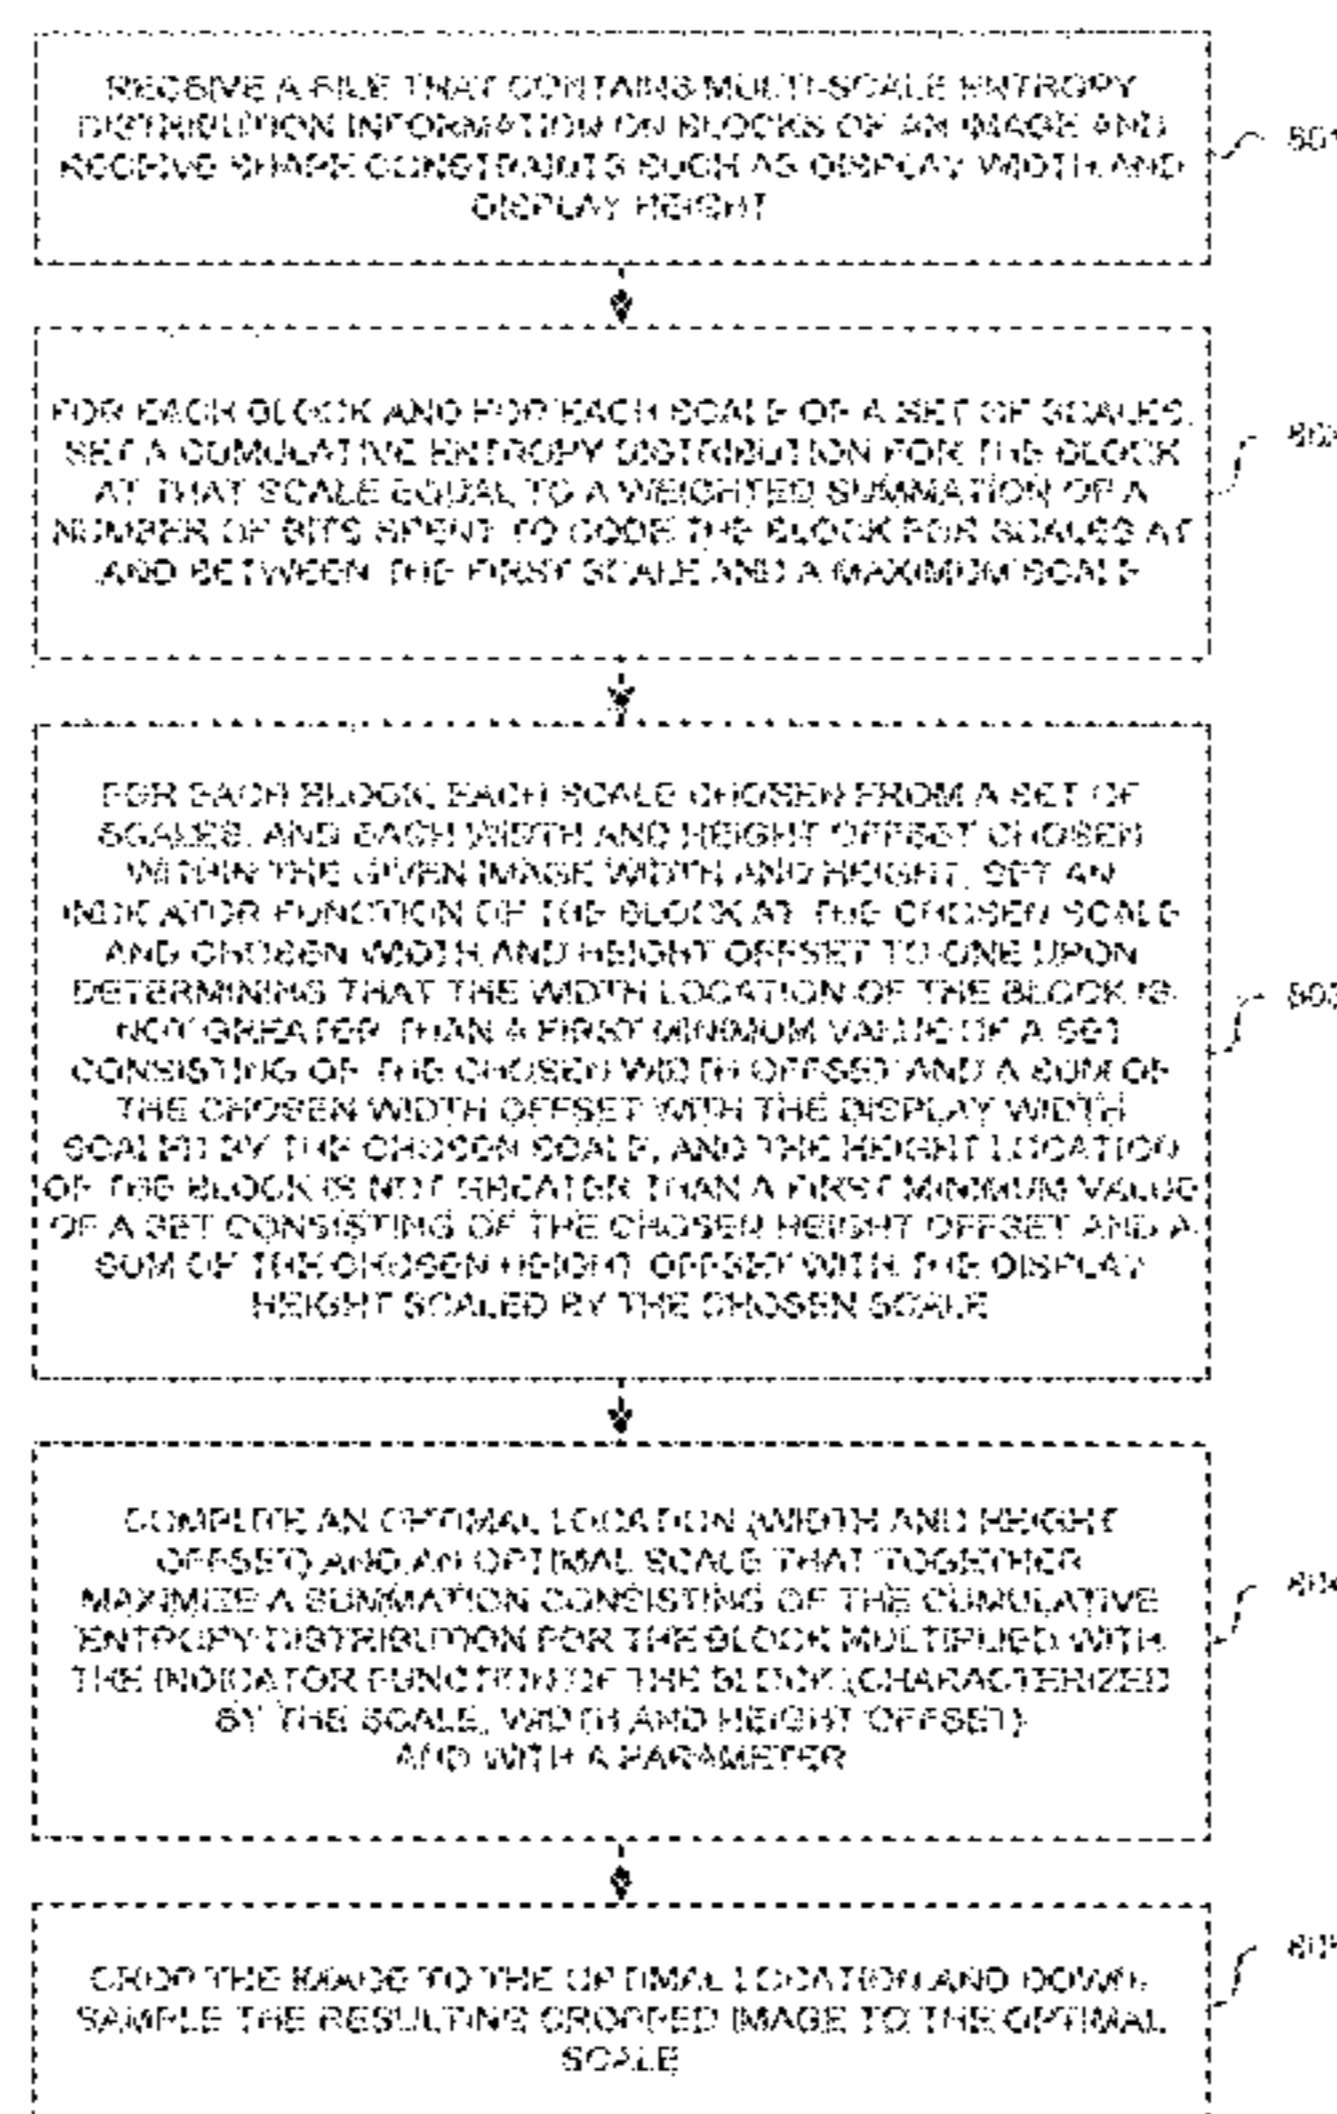 RECEIVE A FILE THAT CONTAINS MULTI-SCALE ENTROPY
DISTRIBUTION INFORMATION ON BLOCKS OF AN IMAGE AND
RECEIVE SHAPE CONSTRAINTS SUCH AS DISPLAY WIDTH AND
DISPLAY HEIGHT
FOR EACH BLOCK AND FOR EACH SCALE OF A SET OF SCALES,
SET A CUMULATIVE ENTROPY DISTRIBUTION FOR THE BLOCK
AT THAT SCALE EQUAL TO A WEIGHTED SUMMATION OF A
NUMBER OF BITS SPENT TO CODE THE BLOCK FOR SCALES AT
AND BETWEEN THE FIRST SCALE AND A MAXIMUM SCALE
FOR EACH BLOCK, EACH SCALE CHOSEN FROM A SET OF
SCALES, AND EACH WIDTH AND HEIGHT OFFSET CHOSEN
WITHIN THE GIVEN IMAGE WIDTH AND HEIGHT, SET AN
INDICATOR FUNCTION OF THE BLOCK AT THE CHOSEN SCALE
AND CHOSEN WIDTH AND HEIGHT OFFSET TO ONE UPON
DETERMINING THAT THE WIDTH LOCATION OF THE BLOCK IS
NOT GREATER THAN A FIRST MINIMUM VALUE OF A SET
CONSISTING OF THE CHOSEN WIDTH OFFSET AND A SUM OF
THE CHOSEN WIDTH OFFSET WITH THE DISPLAY WIDTH
SCALED BY THE CHOSEN SCALE, AND THE HEIGHT LOCATIO
OF THE BLOCK IS NOT GREATER THAN A FIRST MINIMUM VALUE
OF A SET CONSISTING OF THE CHOSEN HEIGHT OFFSET AND A
SUM OF THE CHOSEN HEIGHT OFFSET WITH THE DISPLAY
HEIGHT SCALED BY THE CHOSEN SCALE
COMPUTE AN OPTIMAL LOCATION (WIDTH AND HEIGHT
OFFSET) AND AN OPTIMAL SCALE THAT TOGETHER
MAXIMIZE A SUMMATION CONSISTING OF THE CUMULATIVE
ENTROPY DISTRIBUTION FOR THE BLOCK MULTIPLIED WITH
THE INDICATOR FUNCTION OF THE BLOCK (CHARACTERIZED
BY THE SCALE, WIDTH AND HEIGHT OFFSET)
AND WITH A PARAMETER
CROP THE IMAGE TO THE OPTIMAL LOCATION AND DOWN-
SAMPLE THE RESULTING CROPPED IMAGE TO THE OPTIMAL
SCALE